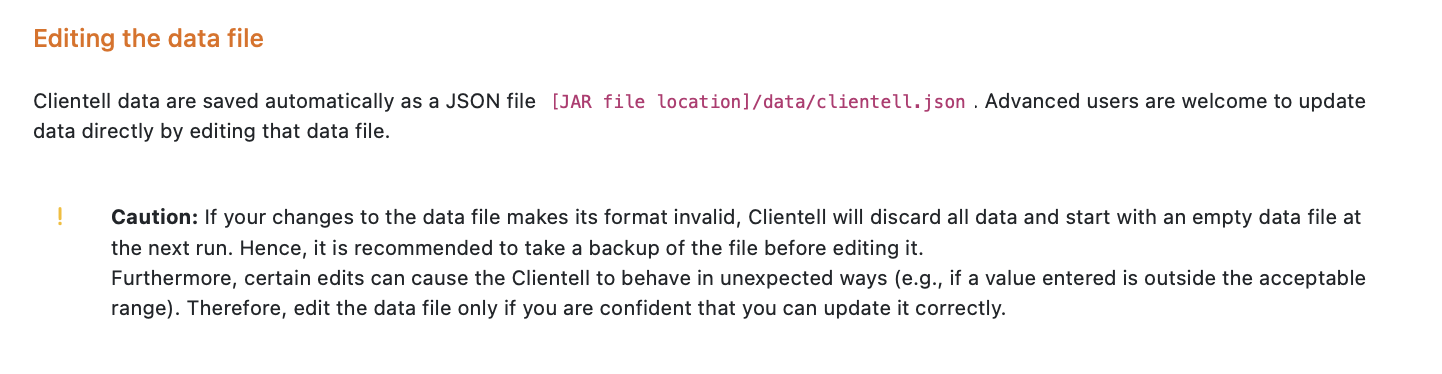 Editing the data file
Clientell data are saved automatically as a JSON file [JAR file location]/data/clientell.json . Advanced users are welcome to update
data directly by editing that data file.
! Caution: If your changes to the data file makes its format invalid, Clientell will discard all data and start with an empty data file at
the next run. Hence, it is recommended to take a backup of the file before editing it.
Furthermore, certain edits can cause the Clientell to behave in unexpected ways (e.g., if a value entered is outside the acceptable
range). Therefore, edit the data file only if you are confident that you can update it correctly.